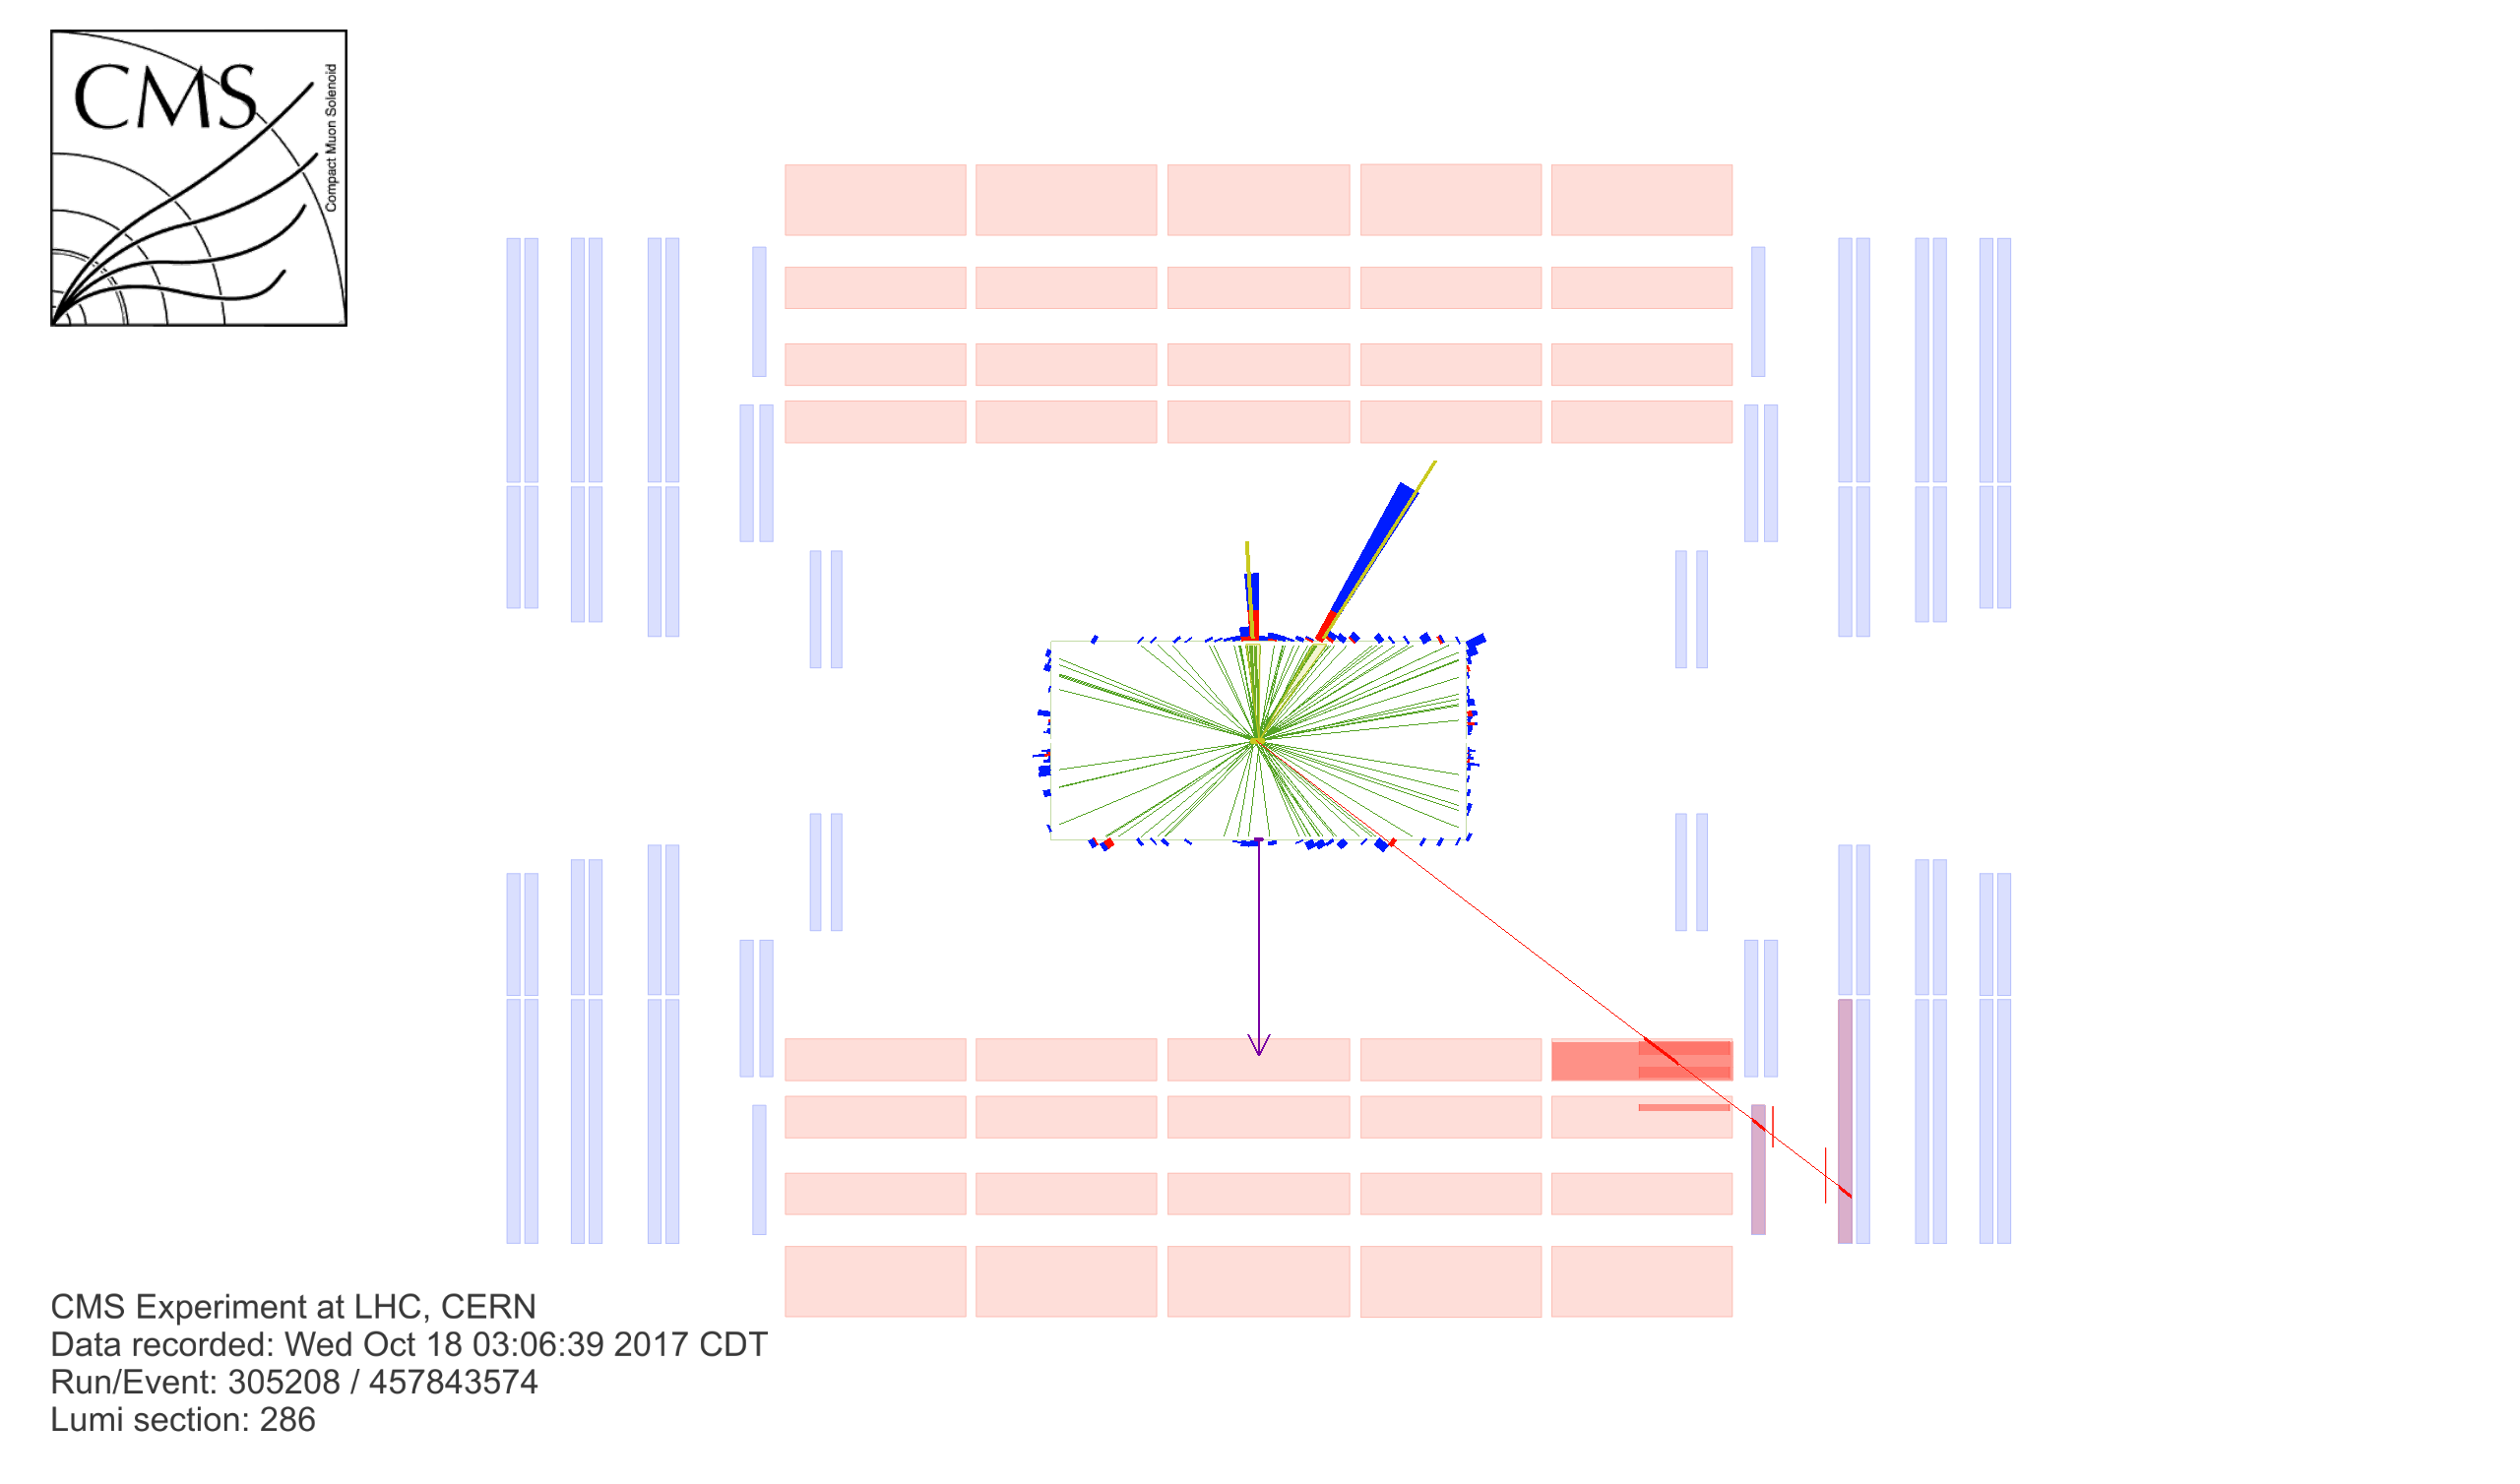 CMS
Compact Muon Solenoid
CMS Experiment at LHC, CERN
Data recorded: Wed Oct 18 03:06:39 2017 CDT
Run/Event: 305208 / 457843574
Lumi section: 286